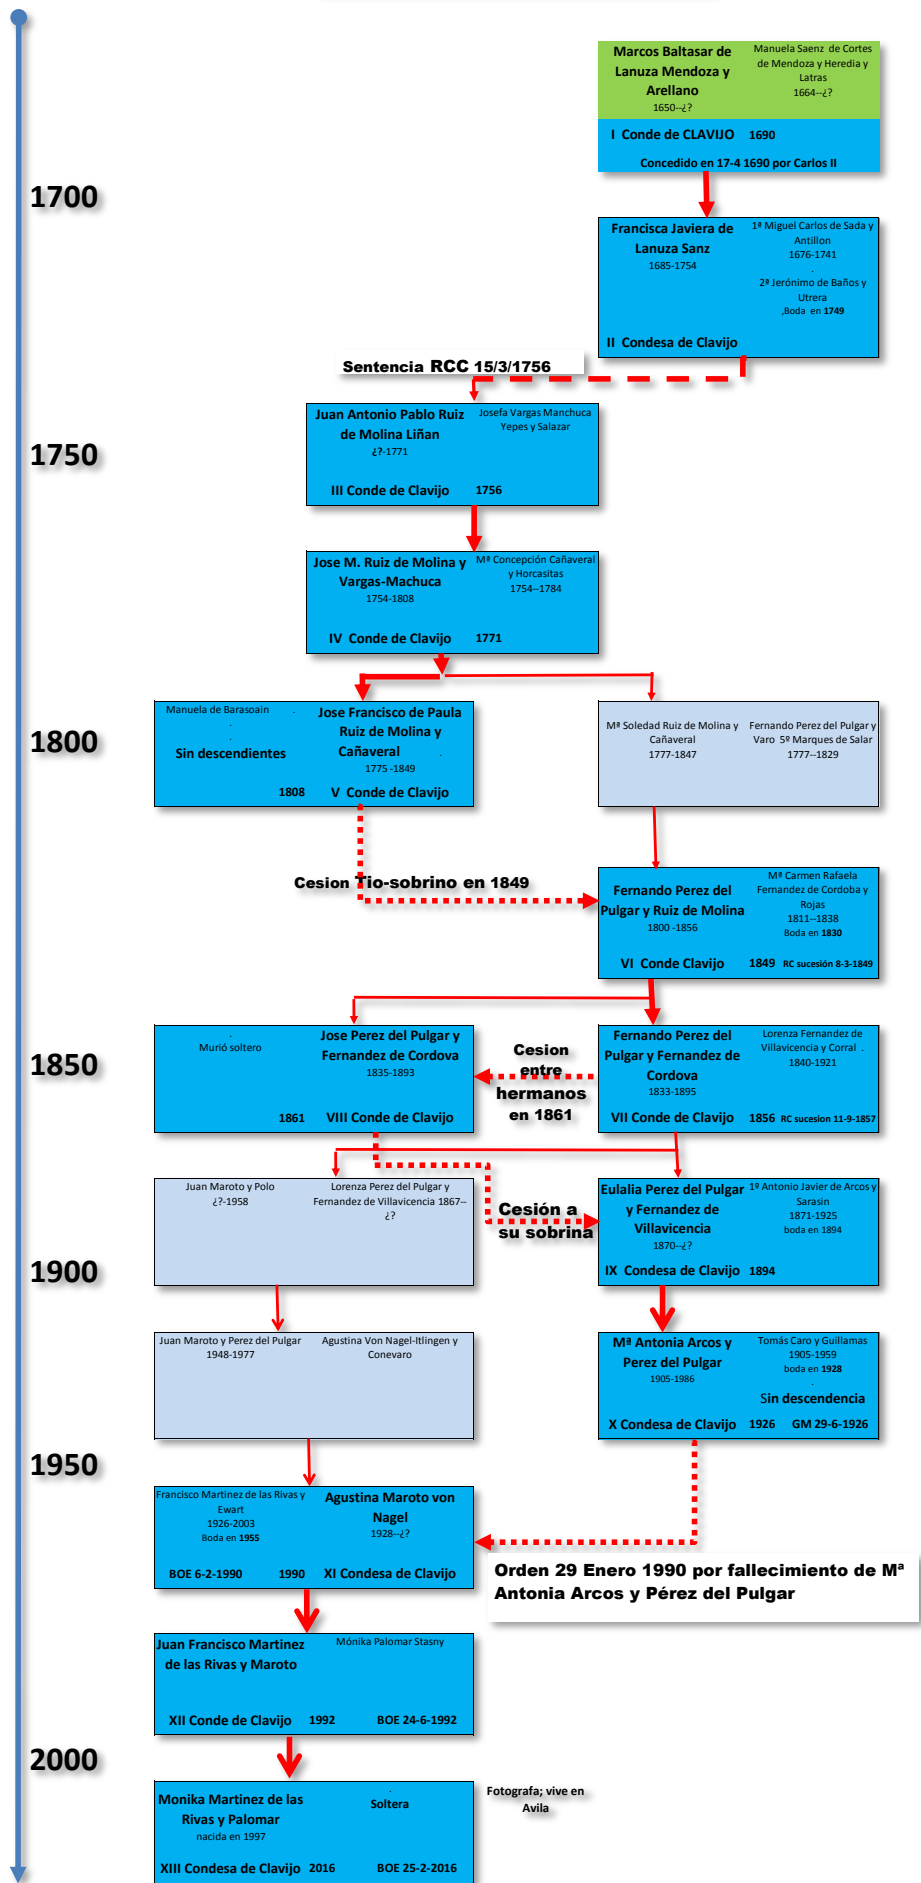 Marcos Baltasar de
Lanuza Mendoza y
Arellano
1650--¿?
Manuela Saenz de Cortes
de Mendoza y Heredia y
Latras
1664--¿?
I Conde de CLAVIJO 1690
Concedido en 17-4 1690 por Carlos II
1700
Francisca Javiera de
Lanuza Sanz
1685-1754
1ª Miguel Carlos de Sada y
Antillon
1676-1741
.
2ª Jerónimo de Baños y
Utrera
,Boda en 1749
II Condesa de Clavijo
Sentencia RCC 15/3/1756
Juan Antonio Pablo Ruiz
de Molina Liñan
¿?-1771
Josefa Vargas Manchuca
Yepes y Salazar
III Conde de Clavijo 1756
1750
Jose M. Ruiz de Molina y
Vargas-Machuca
1754-1808
Mª Concepción Cañaveral
y Horcasitas
1754--1784
IV Conde de Clavijo 1771
Manuela de Barasoain .
.
.
Sin descendientes
Jose Francisco de Paula
Ruiz de Molina y
Cañaveral .
1775 -1849
1808 V Conde de Clavijo
1800
Mª Soledad Ruiz de Molina y
Cañaveral
1777-1847
Fernando Perez del Pulgar y
Varo 5º Marques de Salar
1777--1829
Cesion Tio-sobrino en 1849
Fernando Perez del
Pulgar y Ruiz de Molina
1800 -1856
Mª Carmen Rafaela
Fernandez de Cordoba y
Rojas
1811--1838
Boda en 1830
VI Conde Clavijo 1849 RC sucesión 8-3-1849
1850
.
Murió soltero
Jose Perez del Pulgar y
Fernandez de Cordova
1835-1893
1861 VIII Conde de Clavijo
Cesion
entre
hermanos
en 1861
Fernando Perez del
Pulgar y Fernandez de
Cordova
1833-1895
Lorenza Fernandez de
Villavicencia y Corral .
1840-1921
VII Conde de Clavijo 1856 RC sucesion 11-9-1857
Juan Maroto y Polo
¿?-1958
Lorenza Perez del Pulgar y
Fernandez de Villavicencia 1867--
¿?
Cesión a
su sobrina
Eulalia Perez del Pulgar
y Fernandez de
Villavicencia
1870--¿?
1º Antonio Javier de Arcos y
Sarasin
1871-1925
boda en 1894
IX Condesa de Clavijo 1894
1900
Juan Maroto y Perez del Pulgar
1948-1977
Agustina Von Nagel-Itlingen y
Conevaro
Mª Antonia Arcos y
Perez del Pulgar
1905-1986
Tomás Caro y Guillamas
1905-1959
boda en 1928
.
Sin descendencia
X Condesa de Clavijo 1926 GM 29-6-1926
1950
Francisco Martinez de las Rivas y
Ewart
1926-2003
Boda en 1955
Agustina Maroto von
Nagel
1928--¿?
BOE 6-2-1990 1990 XI Condesa de Clavijo
Orden 29 Enero 1990 por fallecimiento de Mª
Antonia Arcos y Pérez del Pulgar
Juan Francisco Martinez
de las Rivas y Maroto
Mónika Palomar Stasny
XII Conde de Clavijo 1992 BOE 24-6-1992
2000
Monika Martinez de las
Rivas y Palomar
nacida en 1997
.
Soltera
XIII Condesa de Clavijo 2016 BOE 25-2-2016
Fotografa; vive en
Avila